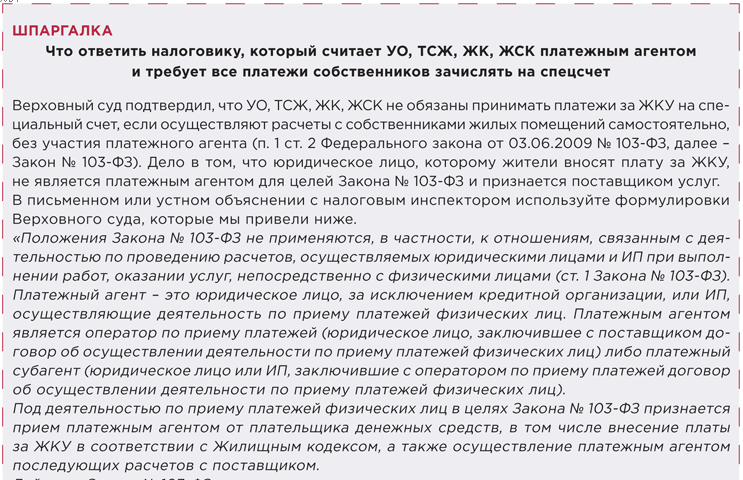 ШПАРГАЛКА
Что ответить налоговику, который считает УО, ТСЖ, ЖК, ЖСК платежным агентом
и требует все платежи собственников зачислять на спецсчет
Верховный суд подтвердил, что УО, ТСЖ, ЖК, ЖСК не обязаны принимать платежи за ЖКУ на спе-
циальный счет, если осуществляют расчеты с собственниками жилых помещений самостоятельно,
без участия платежного агента (п. 1 ст. 2 Федерального закона от 03.06.2009 № 103-ФЗ, далее –
Закон № 103-ФЗ). Дело в том, что юридическое лицо, которому жители вносят плату за ЖКУ,
не является платежным агентом для целей Закона № 103-ФЗ и признается поставщиком услуг.
В письменном или устном объяснении с налоговым инспектором используйте формулировки
Верховного суда, которые мы привели ниже.
«Положения Закона № 103-ФЗ не применяются, в частности, к отношениям, связанным с дея-
тельностью по проведению расчетов, осуществляемых юридическими лицами и ИП при выпол-
нении работ, оказании услуг, непосредственно с физическими лицами (ст. 1 Закона № 103-ФЗ).
Платежный агент – это юридическое лицо, за исключением кредитной организации, или ИП,
осуществляющие деятельность по приему платежей физических лиц. Платежным агентом
является оператор по приему платежей (юридическое лицо, заключившее с поставщиком до-
говор об осуществлении деятельности по приему платежей физических лиц) либо платежный
субагент (юридическое лицо или ИП, заключившие с оператором по приему платежей договор
об осуществлении деятельности по приему платежей физических лиц).
Под деятельностью по приему платежей физических лиц в целях Закона № 103-ФЗ признается
прием платежным агентом от плательщика денежных средств, в том числе внесение платы
за ЖКУ в соответствии с Жилищным кодексом, а также осуществление платежным агентом
последующих расчетов с поставщиком.